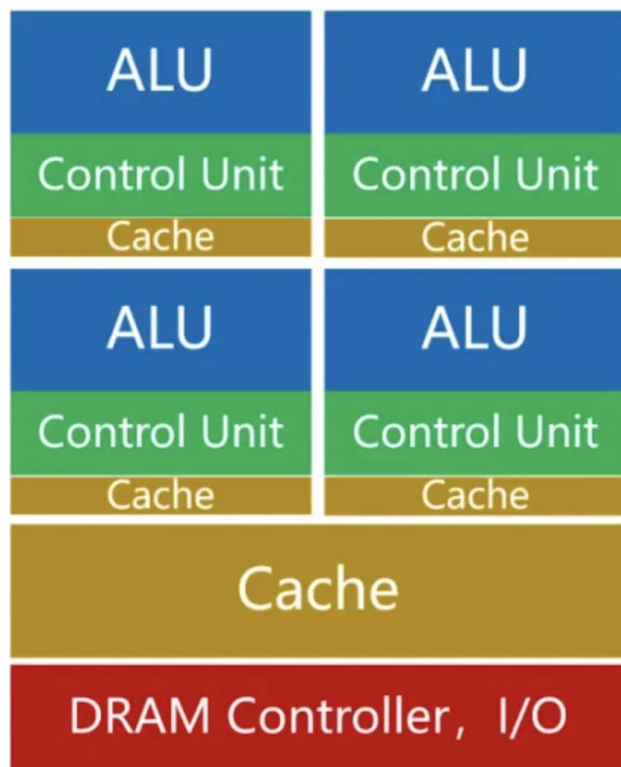 ALU ALU
Control Unit Control Unit
Cache Cache
ALU ALU
Control Unit Control Unit
Cache Cache
Cache
DRAM Controller，I/O